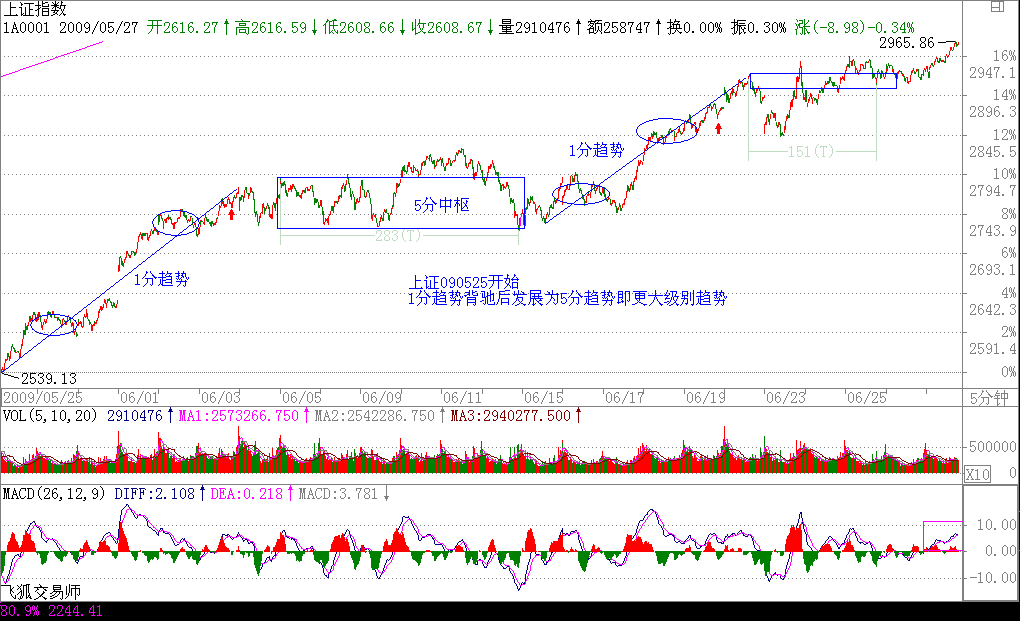 上证指数
1A0001 2009/05/27 开2616.27↑高2616.59↓低2608.66↓收2608.67↓量2910476↑额258747↑换0.00% 振0.30% 涨(-8.98)-0.34%
2965.86
16%
2947.1
14%
2896.3
12%
1分趋势
151(T)
2845.5
10%
2794.7
5分中枢
8%
283(T)
2743.9
6%
1分趋势
2693.1
上证090525开始
1分趋势背驰后发展为5分趋势即更大级别趋势
4%
2642.3
2%
2591.4
2539.13
0%
2009/05/25 06/01 06/03 06/05 06/09 06/11 06/15 06/17 06/19 06/23 06/25 5分钟
VOL(5,10,20) 2910476↑MA1:2573266.750↑MA2:2542286.750↑MA3:2940277.500↑
500000
X10 0
MACD(26,12,9) DIFF:2.108↑DEA:0.218↑MACD:3.781↓
10.00
0.00
-10.00
飞狐交易师
80.9% 2244.41